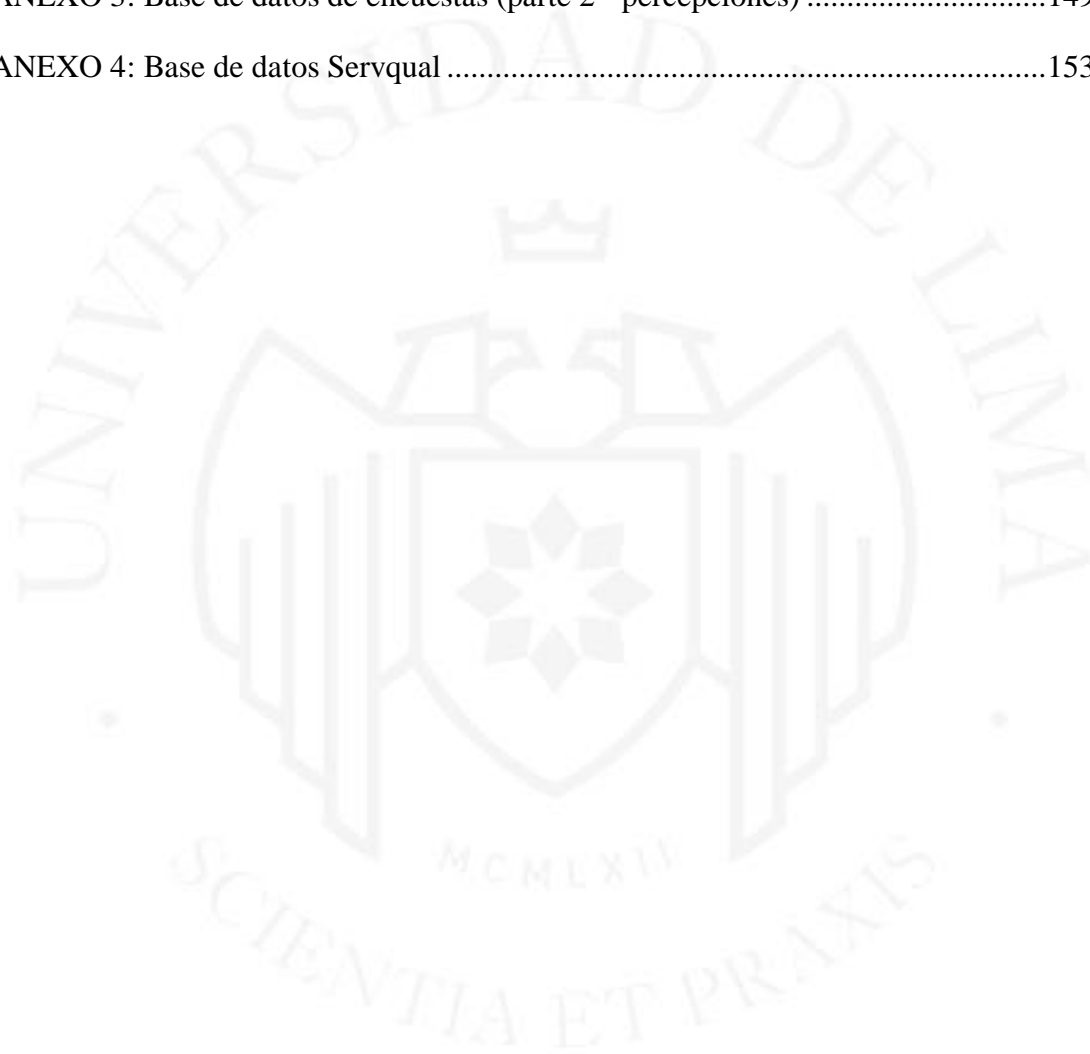 ANEXO 3: Base de datos de encuestas (parte 2 - percepciones) ............................149
ANEXO 4: Base de datos Servqual ......................................................................153
UNIVERSIDAD DE LIMA
MCMLXII
SCIENTIA ET PRAXIS